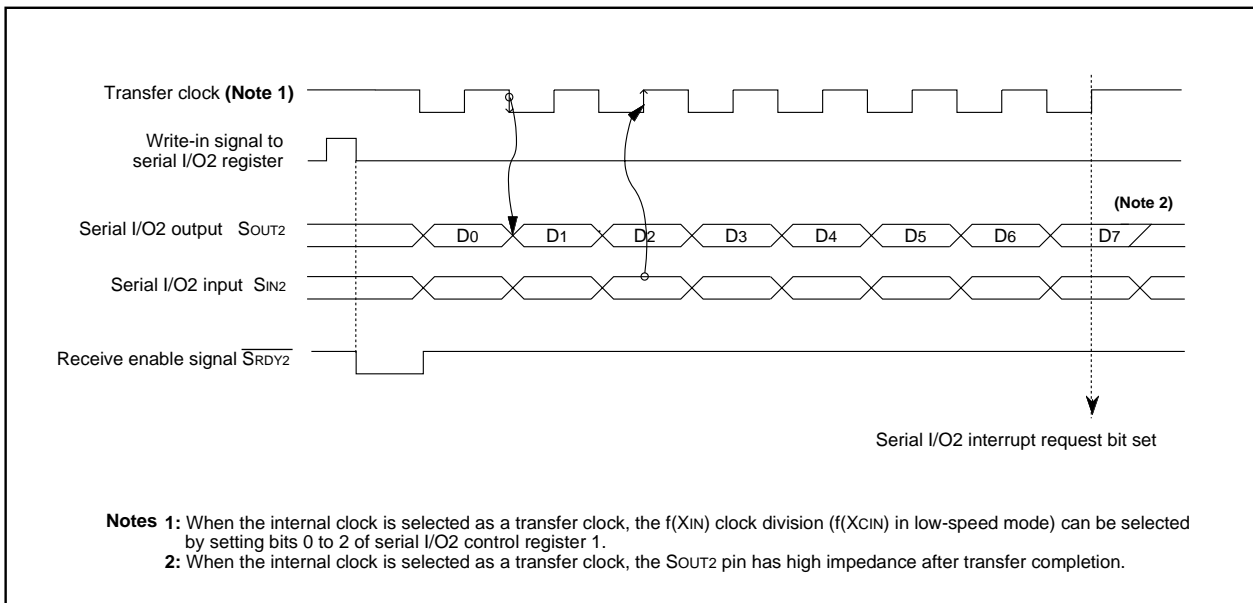 Transfer clock (Note 1)
Write-in signal to
serial I/O2 register
(Note 2)
Serial I/O2 output SOUT2
D0 D1 D2 D3 D4 D5 D6 D7
Serial I/O2 input SIN2
Receive enable signal SRDY2
Serial I/O2 interrupt request bit set
Notes 1: When the internal clock is selected as a transfer clock, the f(XIN) clock division (f(XCIN) in low-speed mode) can be selected
by setting bits 0 to 2 of serial I/O2 control register 1.
2: When the internal clock is selected as a transfer clock, the SOUT2 pin has high impedance after transfer completion.